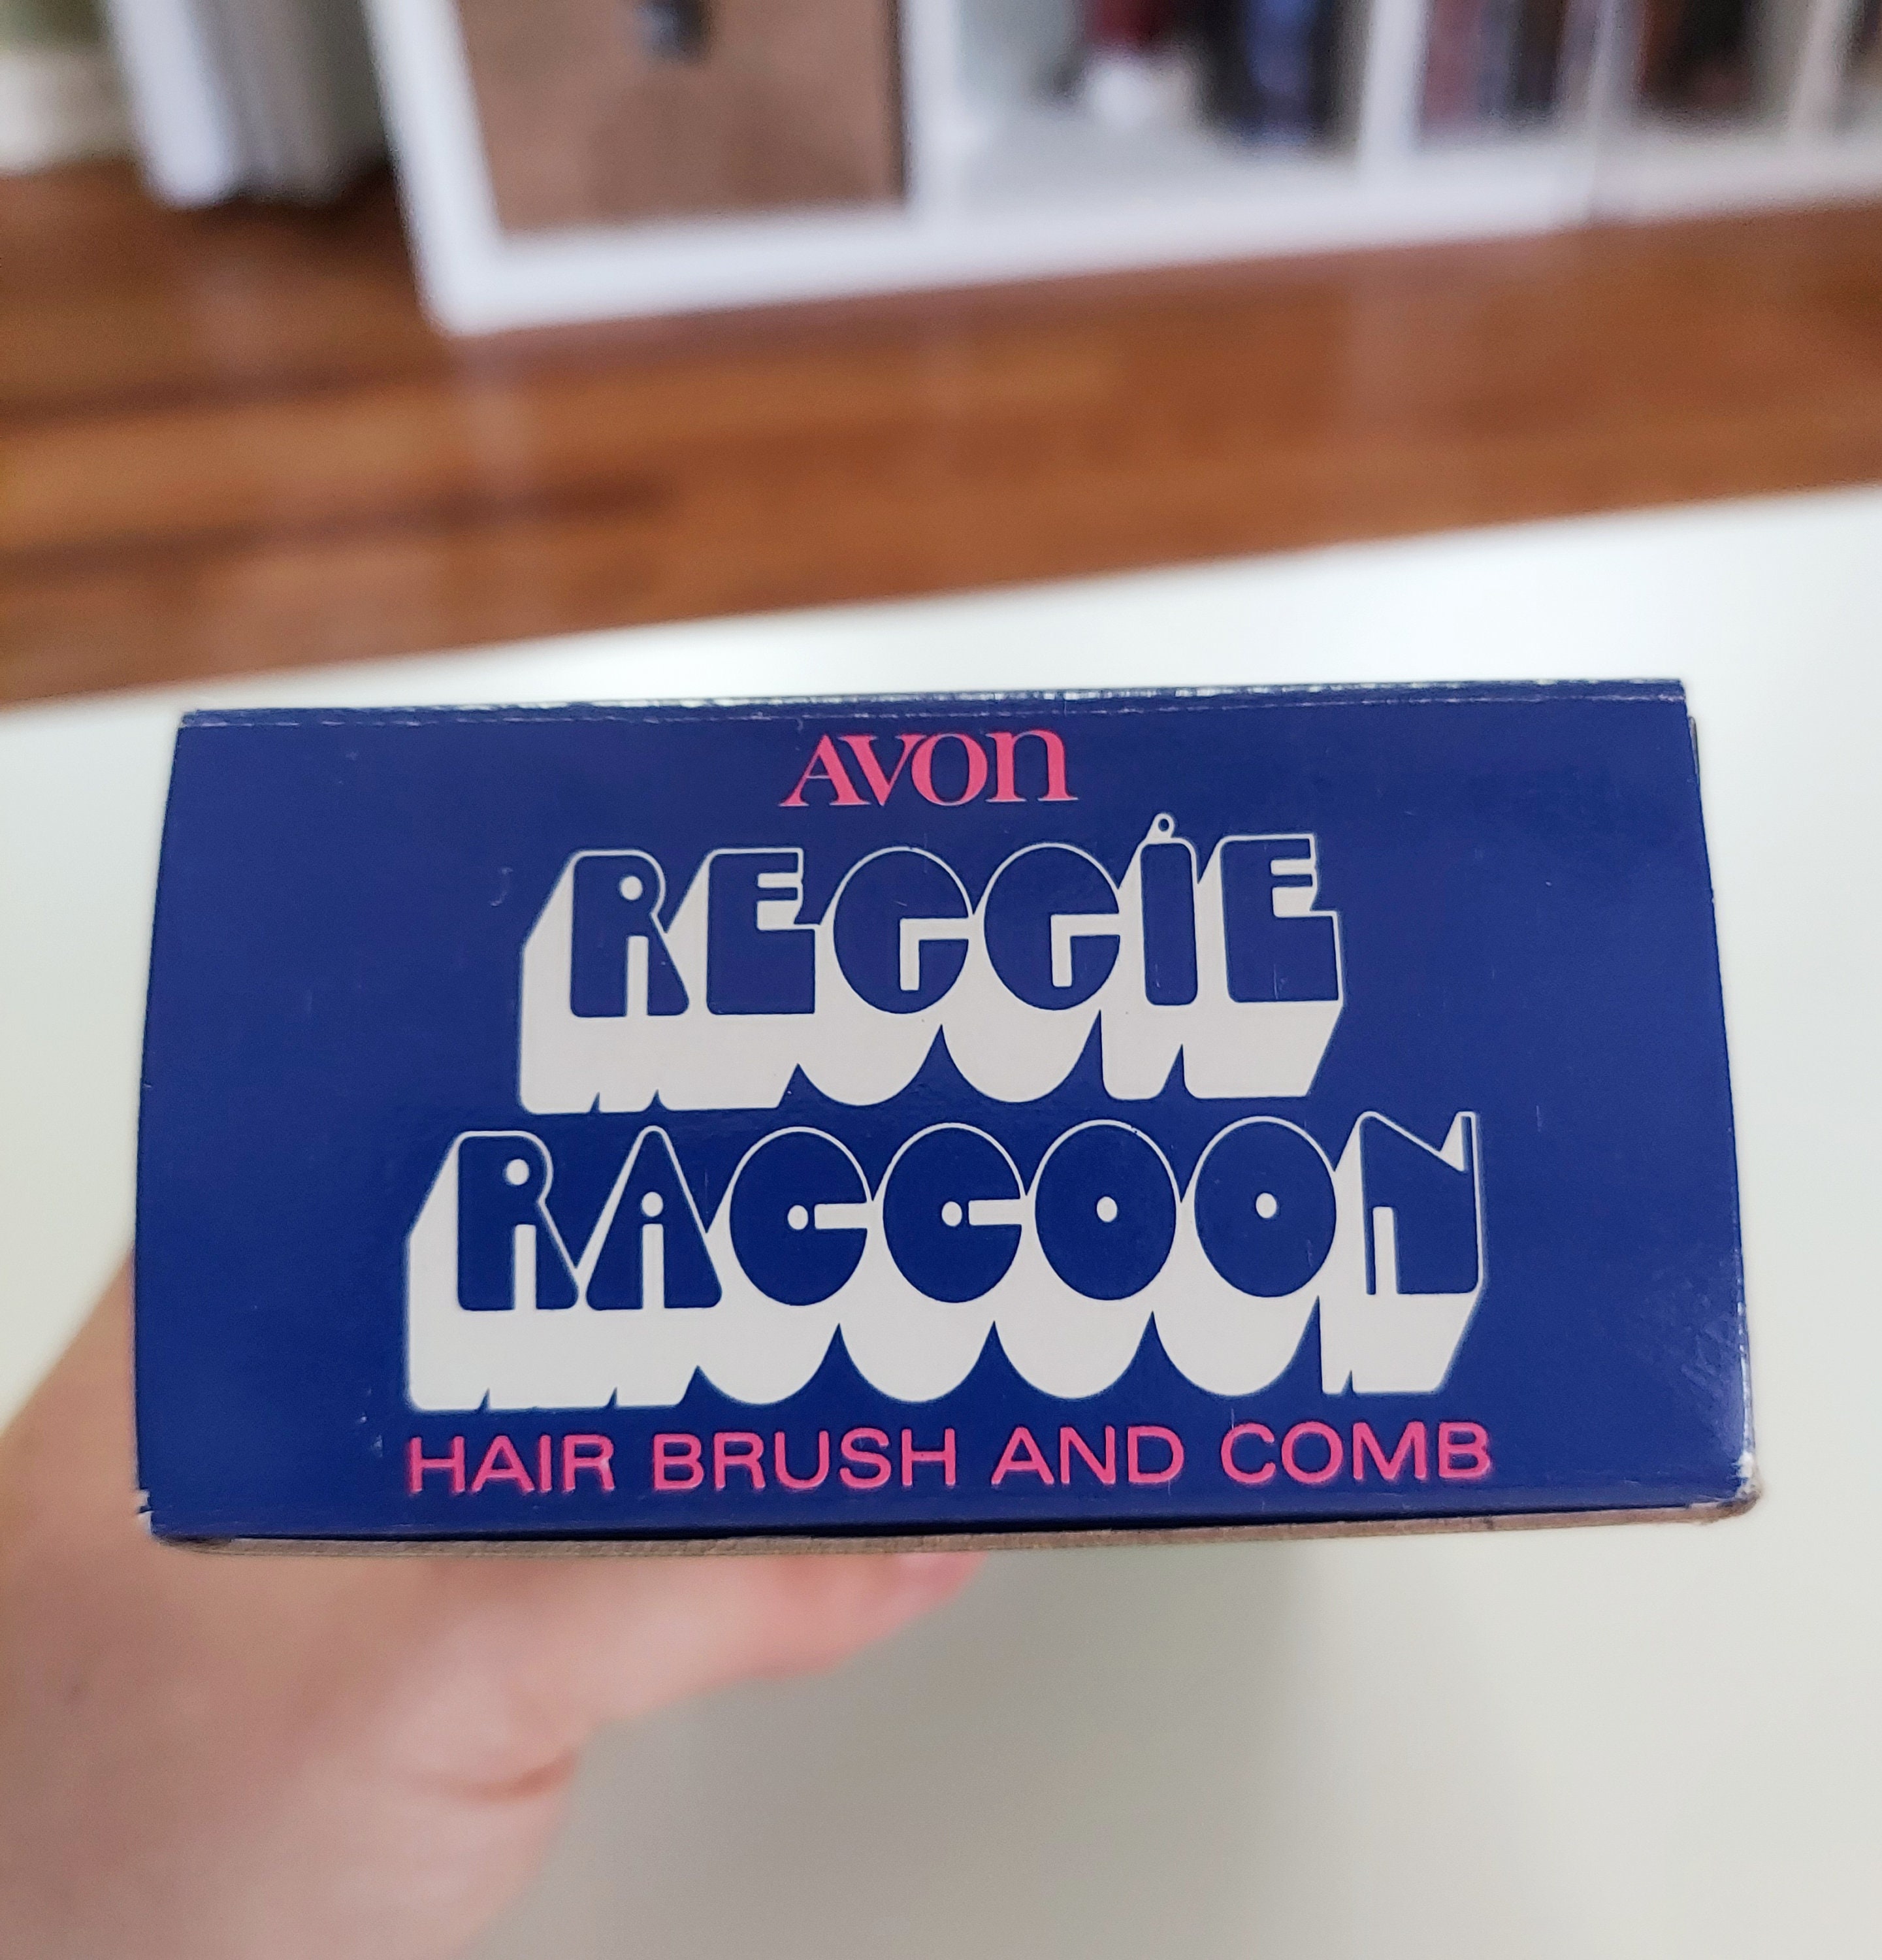 AVON
REGGIE
RACCOON
HAIR BRUSH AND COMB